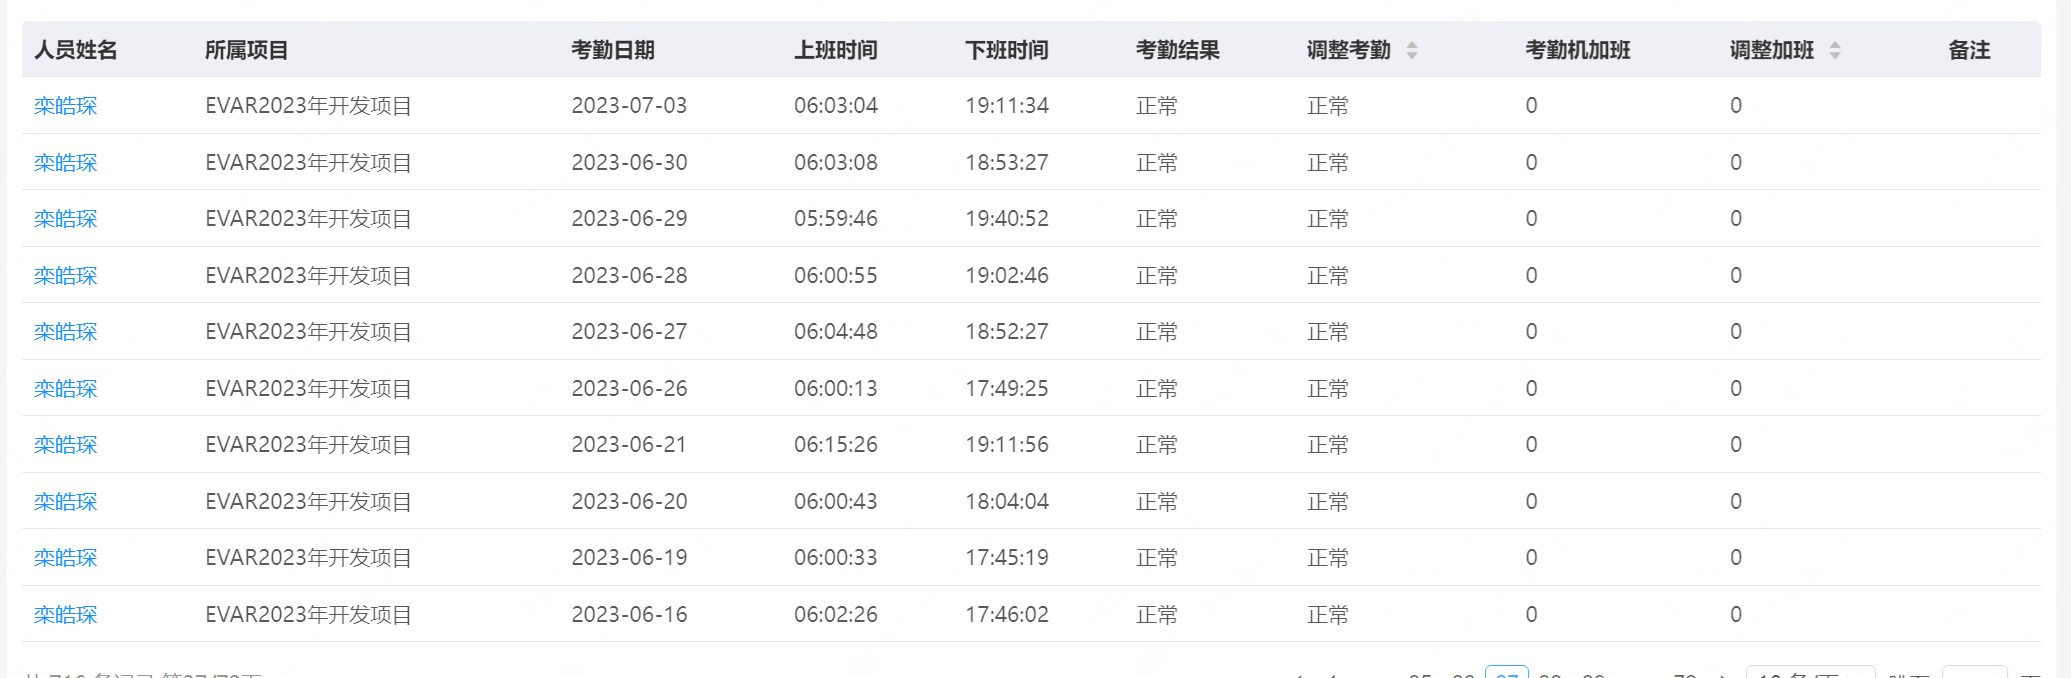 人员姓名 所属项目 考勤日期 上班时间 下班时间 考勤结果 调整考勤 考勤机加班 调整加班 备注
栾皓琛 EVAR2023年开发项目 2023-07-03 06:03:04 19:11:34 正常 正常 0 0
栾皓琛 EVAR2023年开发项目 2023-06-30 06:03:08 18:53:27 正常 正常 0 0
栾皓琛 EVAR2023年开发项目 2023-06-29 05:59:46 19:40:52 正常 正常 0 0
栾皓琛 EVAR2023年开发项目 2023-06-28 06:00:55 19:02:46 正常 正常 0 0
栾皓琛 EVAR2023年开发项目 2023-06-27 06:04:48 18:52:27 正常 正常 0 0
栾皓琛 EVAR2023年开发项目 2023-06-26 06:00:13 17:49:25 正常 正常 0 0
栾皓琛 EVAR2023年开发项目 2023-06-21 06:15:26 19:11:56 正常 正常 0 0
栾皓琛 EVAR2023年开发项目 2023-06-20 06:00:43 18:04:04 正常 正常 0 0
栾皓琛 EVAR2023年开发项目 2023-06-19 06:00:33 17:45:19 正常 正常 0 0
栾皓琛 EVAR2023年开发项目 2023-06-16 06:02:26 17:46:02 正常 正常 0 0